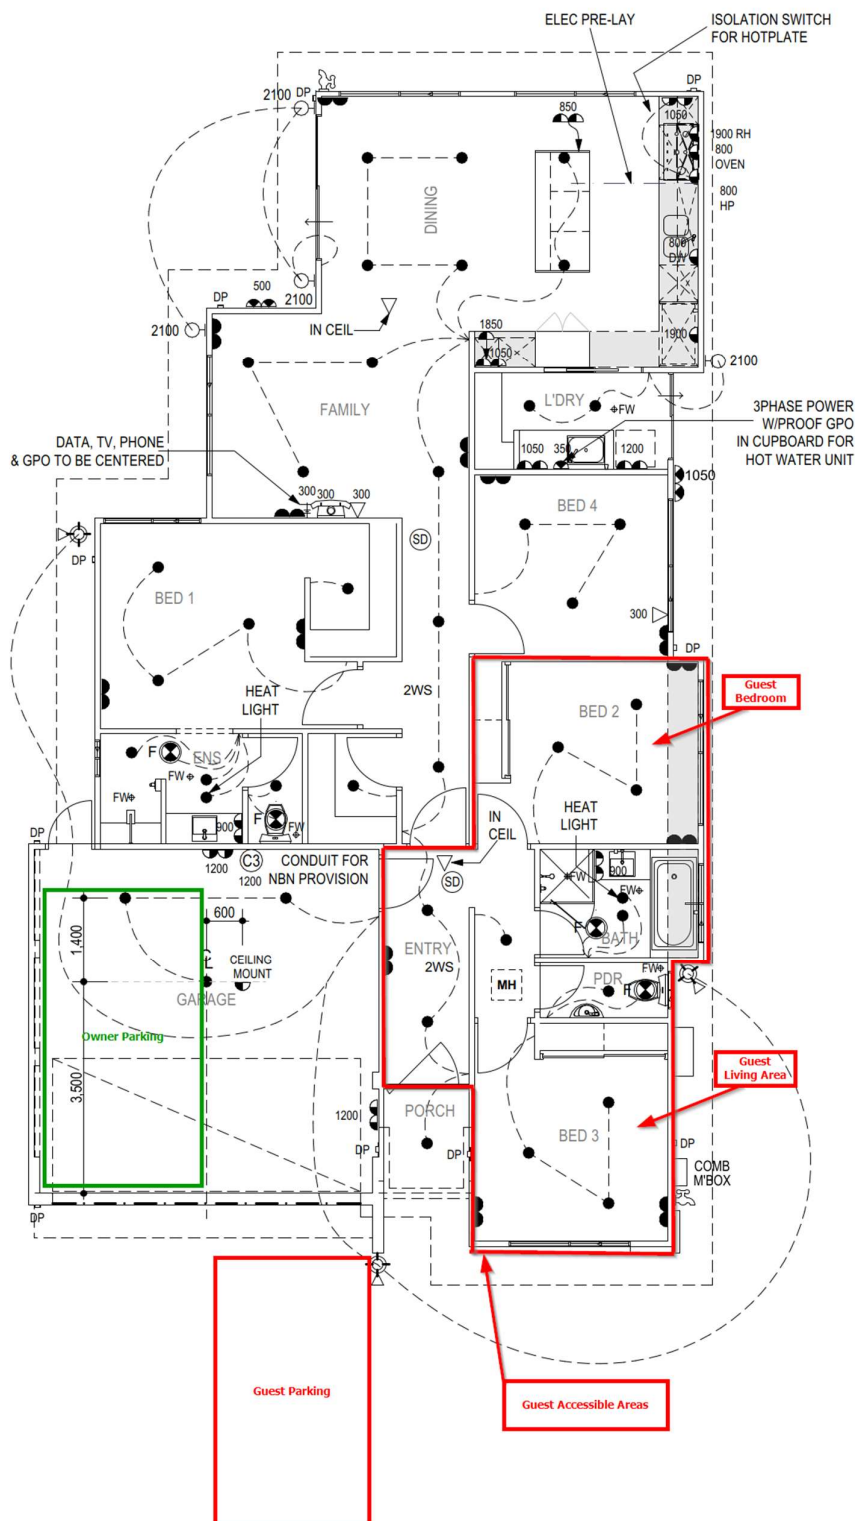 ELEC PRE-LAY
ISOLATION SWITCH
FOR HOTPLATE
2100
DP
DP
850
1050
1900 RH
800
OVEN
800
HP
DINING
800
DW
2100
500
DP
2100
IN CEIL
1850
1050
1900
2100
FAMILY
L'DRY
FW
3PHASE POWER
W/PROOF GPO
IN CUPBOARD FOR
HOT WATER UNIT
DATA, TV, PHONE
& GPO TO BE CENTERED
1050
350
1200
1050
300
300
300
BED 4
SD
DP
BED 1
300
DP
2WS
HEAT
LIGHT
BED 2
Guest
Bedroom
F
ENS
FW
FW
900
F
FW
IN
CEIL
HEAT
LIGHT
DP
1200
C3
1200
CONDUIT FOR
NBN PROVISION
SD
FW
900
FW
600
1.400
CEILING
MOUNT
ENTRY
2WS
F
BATH
GARAGE
MH
PDR
FW
F
Owner Parking
Guest
Living Area
3.500
1200
PORCH
BED 3
DP
DP
DP
COMB
M'BOX
DP
Guest Parking
Guest Accessible Areas